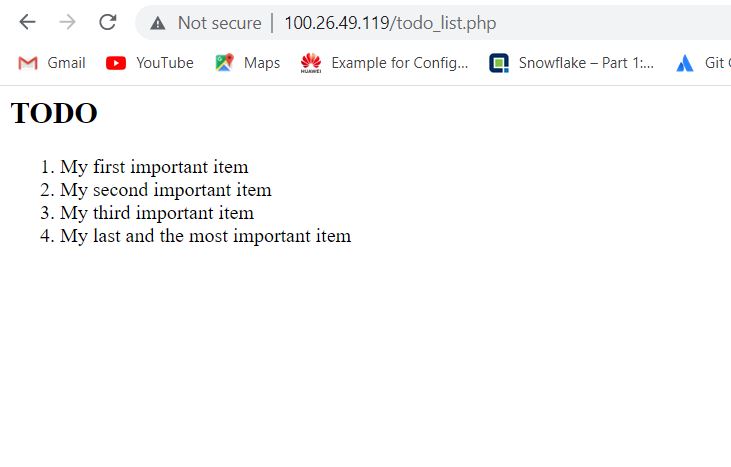 Not secure | 100.26.49.119/todo_list.php
Gmail YouTube Maps HUAWEI Example for Config... Snowflake – Part 1:... Git
TODO
1. My first important item
2. My second important item
3. My third important item
4. My last and the most important item